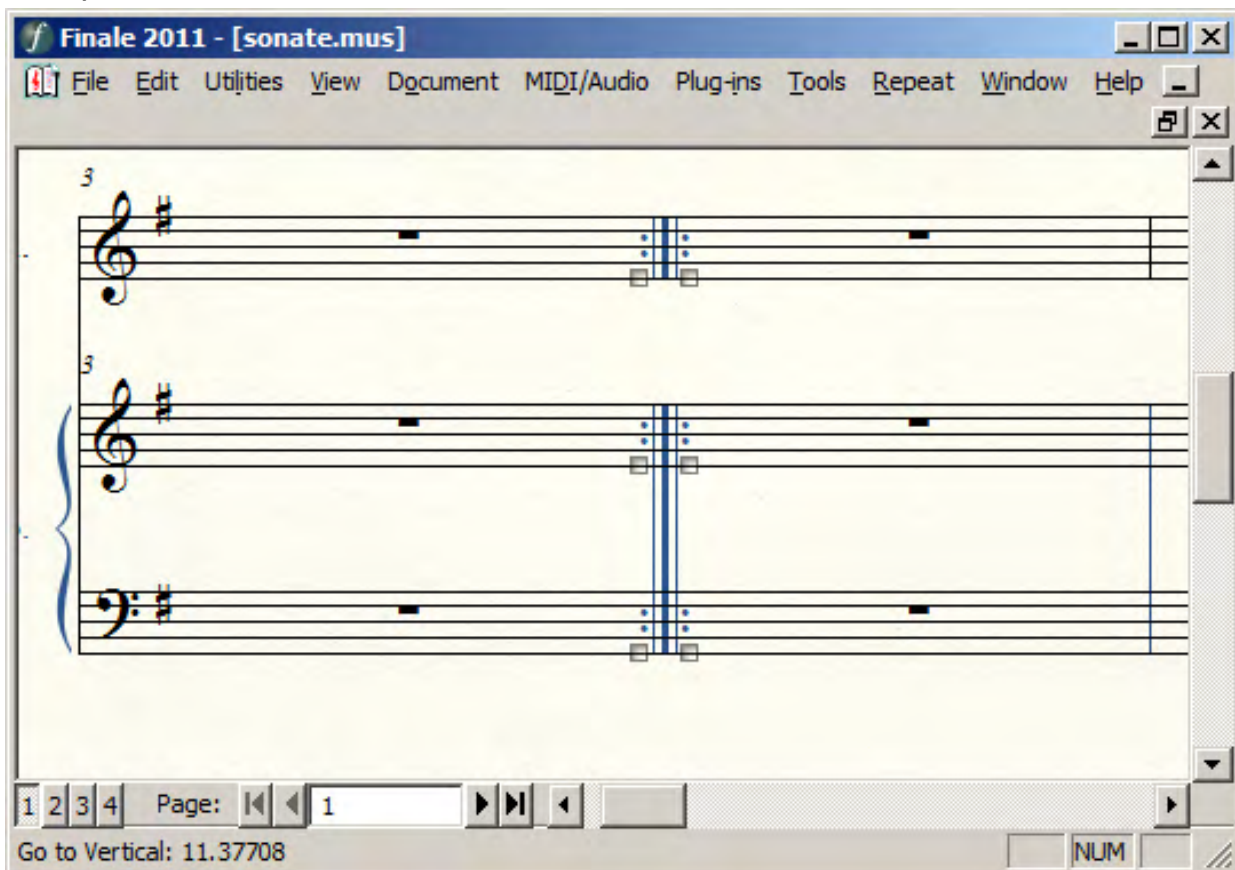 Finale 2011 - [sonate.mus]
File Edit Utilities View Document MIDI/Audio Plug-ins Tools Repeat Window Help
3
3
1 2 3 4 Page: 1
Go to Vertical: 11.37708 NUM